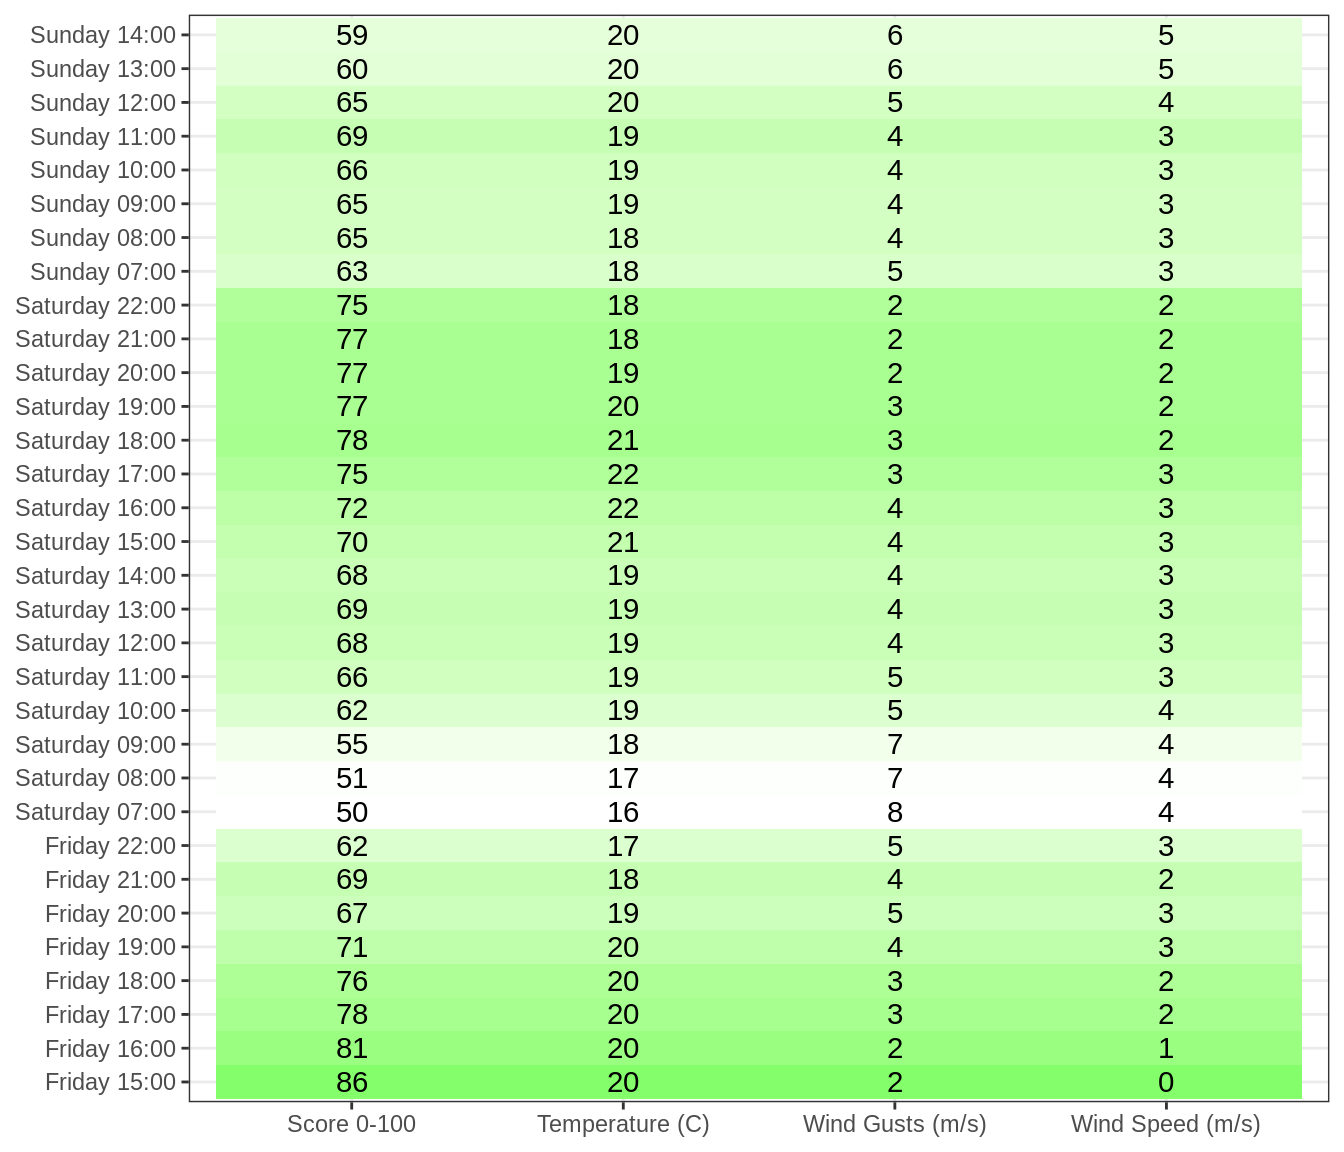 Sunday 14:00 59 20 6 5
Sunday 13:00 60 20 6 5
Sunday 12:00 65 20 5 4
Sunday 11:00 69 19 4 3
Sunday 10:00 66 19 4 3
Sunday 09:00 65 19 4 3
Sunday 08:00 65 18 4 3
Sunday 07:00 63 18 5 3
Saturday 22:00 75 18 2 2
Saturday 21:00 77 18 2 2
Saturday 20:00 77 19 2 2
Saturday 19:00 77 20 3 2
Saturday 18:00 78 21 3 2
Saturday 17:00 75 22 3 3
Saturday 16:00 72 22 4 3
Saturday 15:00 70 21 4 3
Saturday 14:00 68 19 4 3
Saturday 13:00 69 19 4 3
Saturday 12:00 68 19 4 3
Saturday 11:00 66 19 5 3
Saturday 10:00 62 19 5 4
Saturday 09:00 55 18 7 4
Saturday 08:00 51 17 7 4
Saturday 07:00 50 16 8 4
Friday 22:00 62 17 5 3
Friday 21:00 69 18 4 2
Friday 20:00 67 19 5 3
Friday 19:00 71 20 4 3
Friday 18:00 76 20 3 2
Friday 17:00 78 20 3 2
Friday 16:00 81 20 2 1
Friday 15:00 86 20 2 0
Score 0-100 Temperature (C) Wind Gusts (m/s) Wind Speed (m/s)